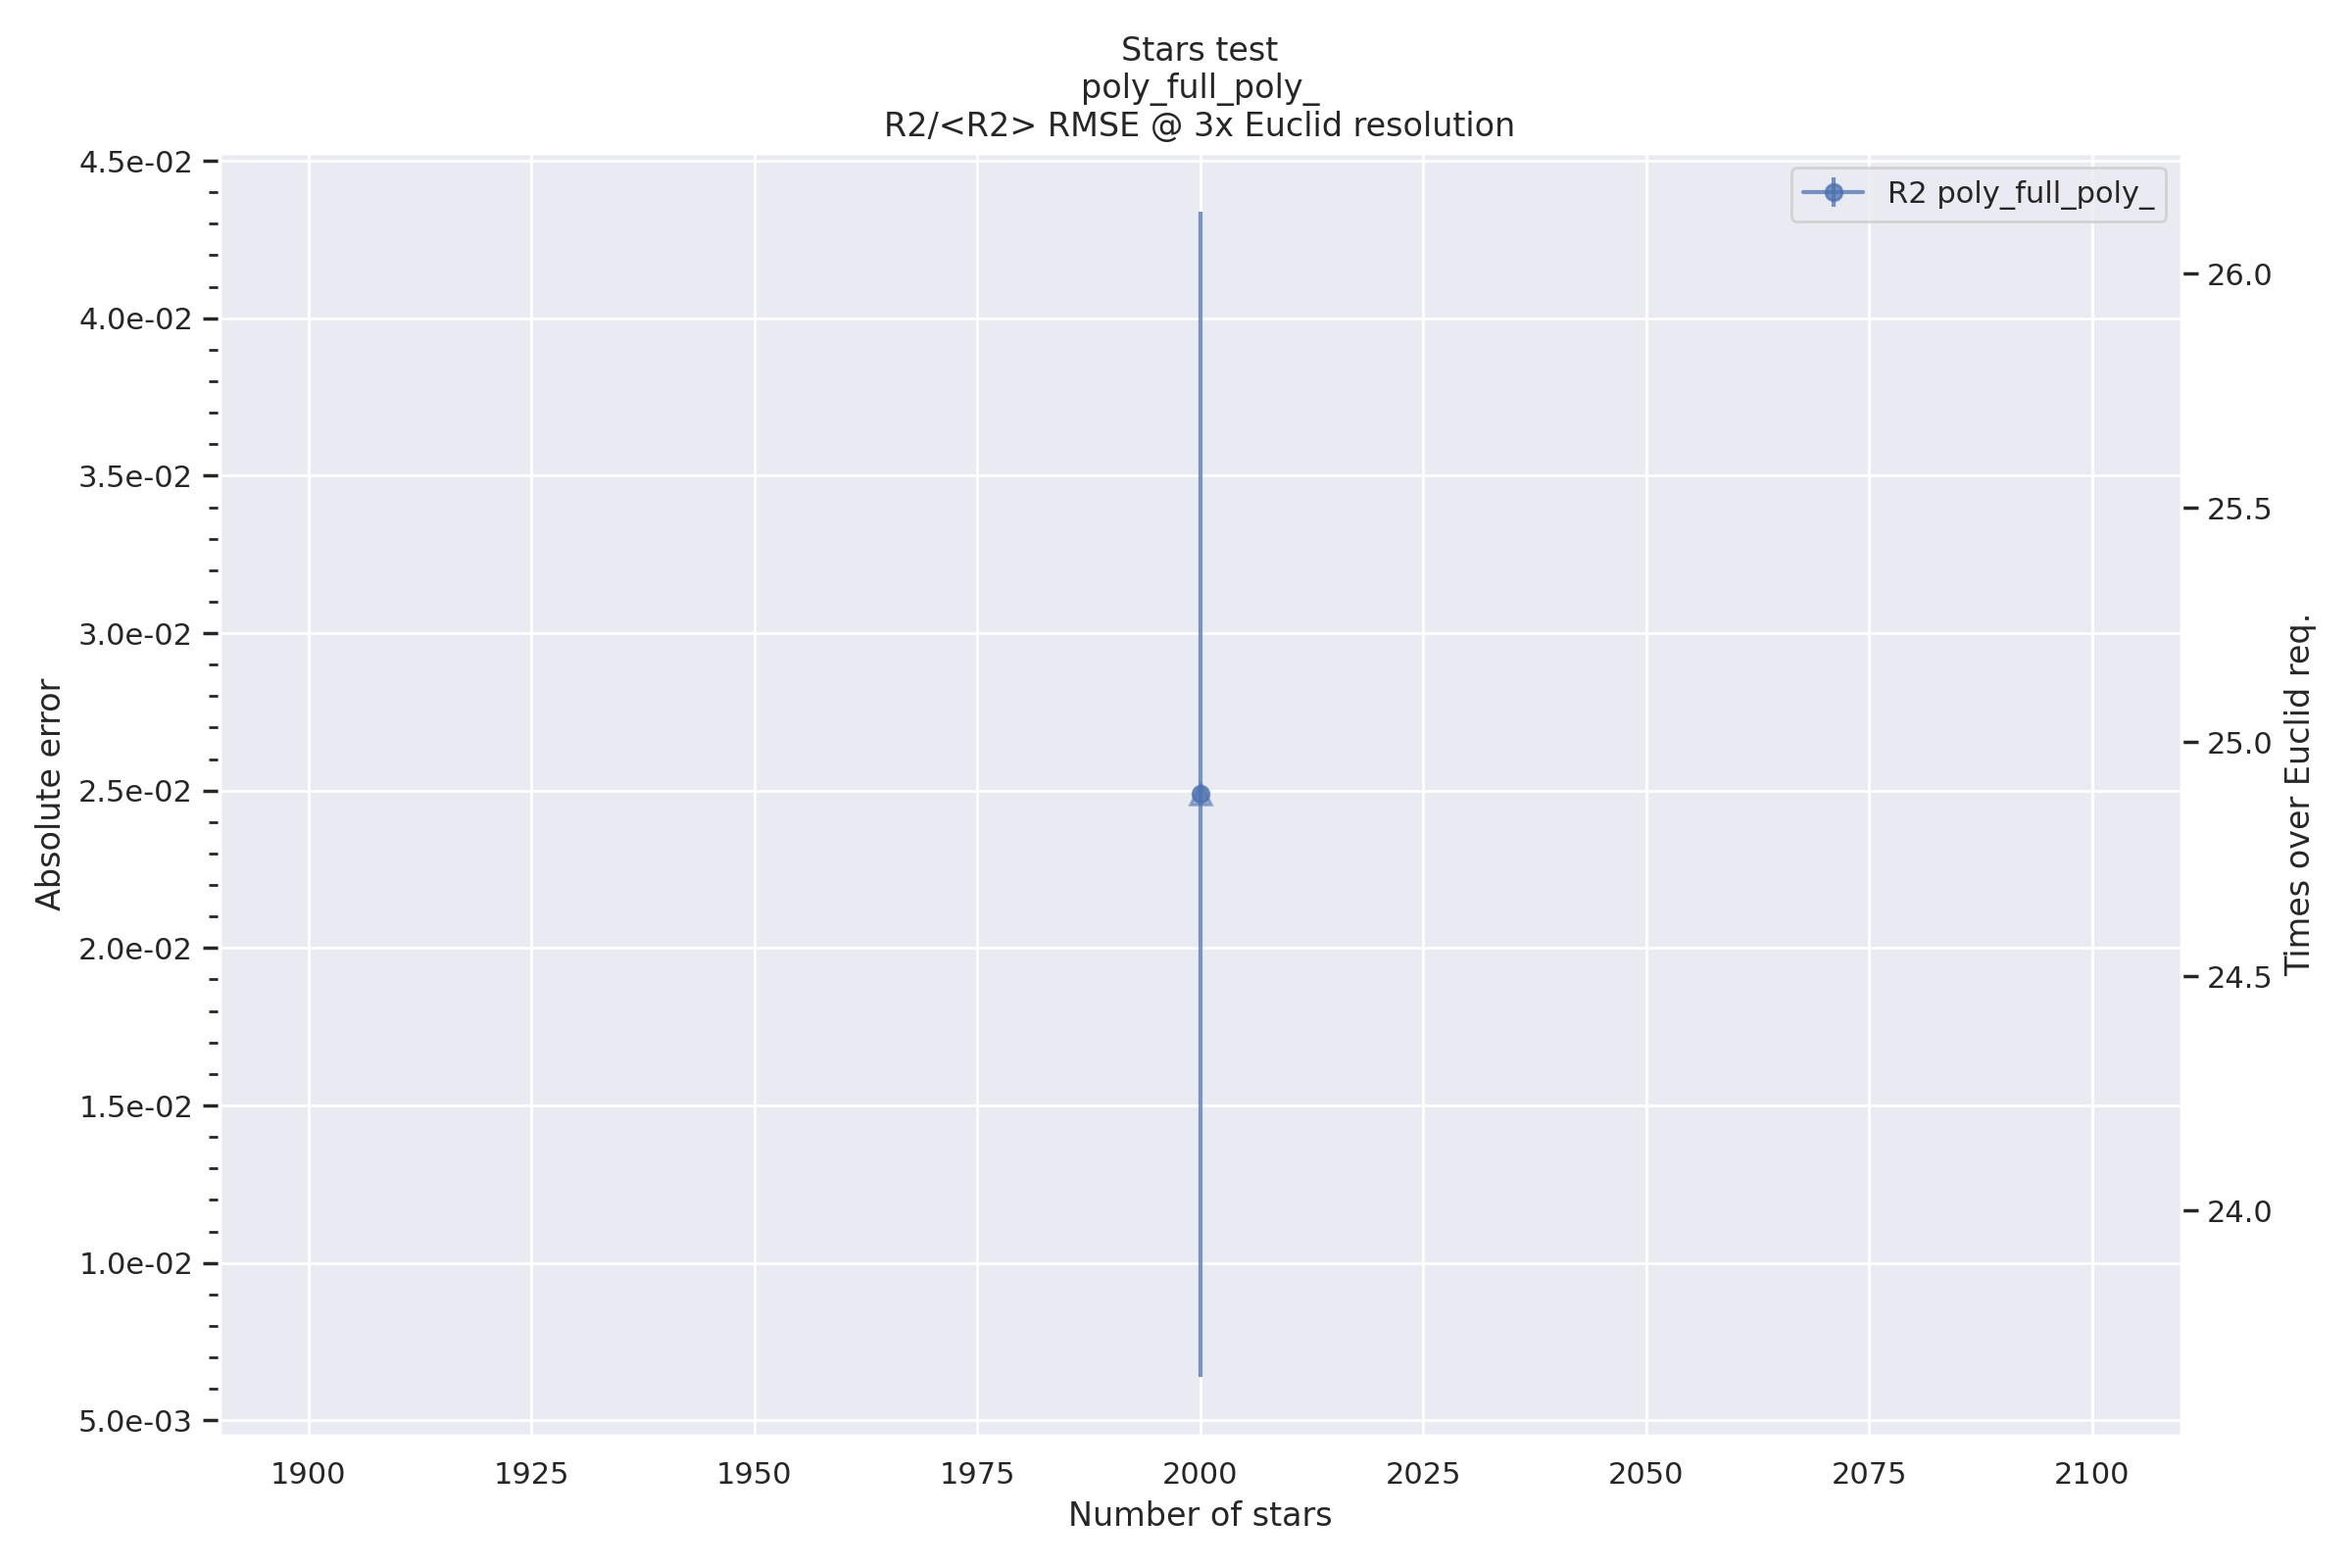 Stars test
poly_full_poly_
R2/<R2> RMSE @ 3x Euclid resolution
R2 poly_full_poly_
Absolute error
4.5e-02
4.0e-02
3.5e-02
3.0e-02
2.5e-02
2.0e-02
1.5e-02
1.0e-02
5.0e-03
26.0
25.5
25.0
24.5
24.0
Times over Euclid req.
1900 1925 1950 1975 2000 2025 2050 2075 2100
Number of stars